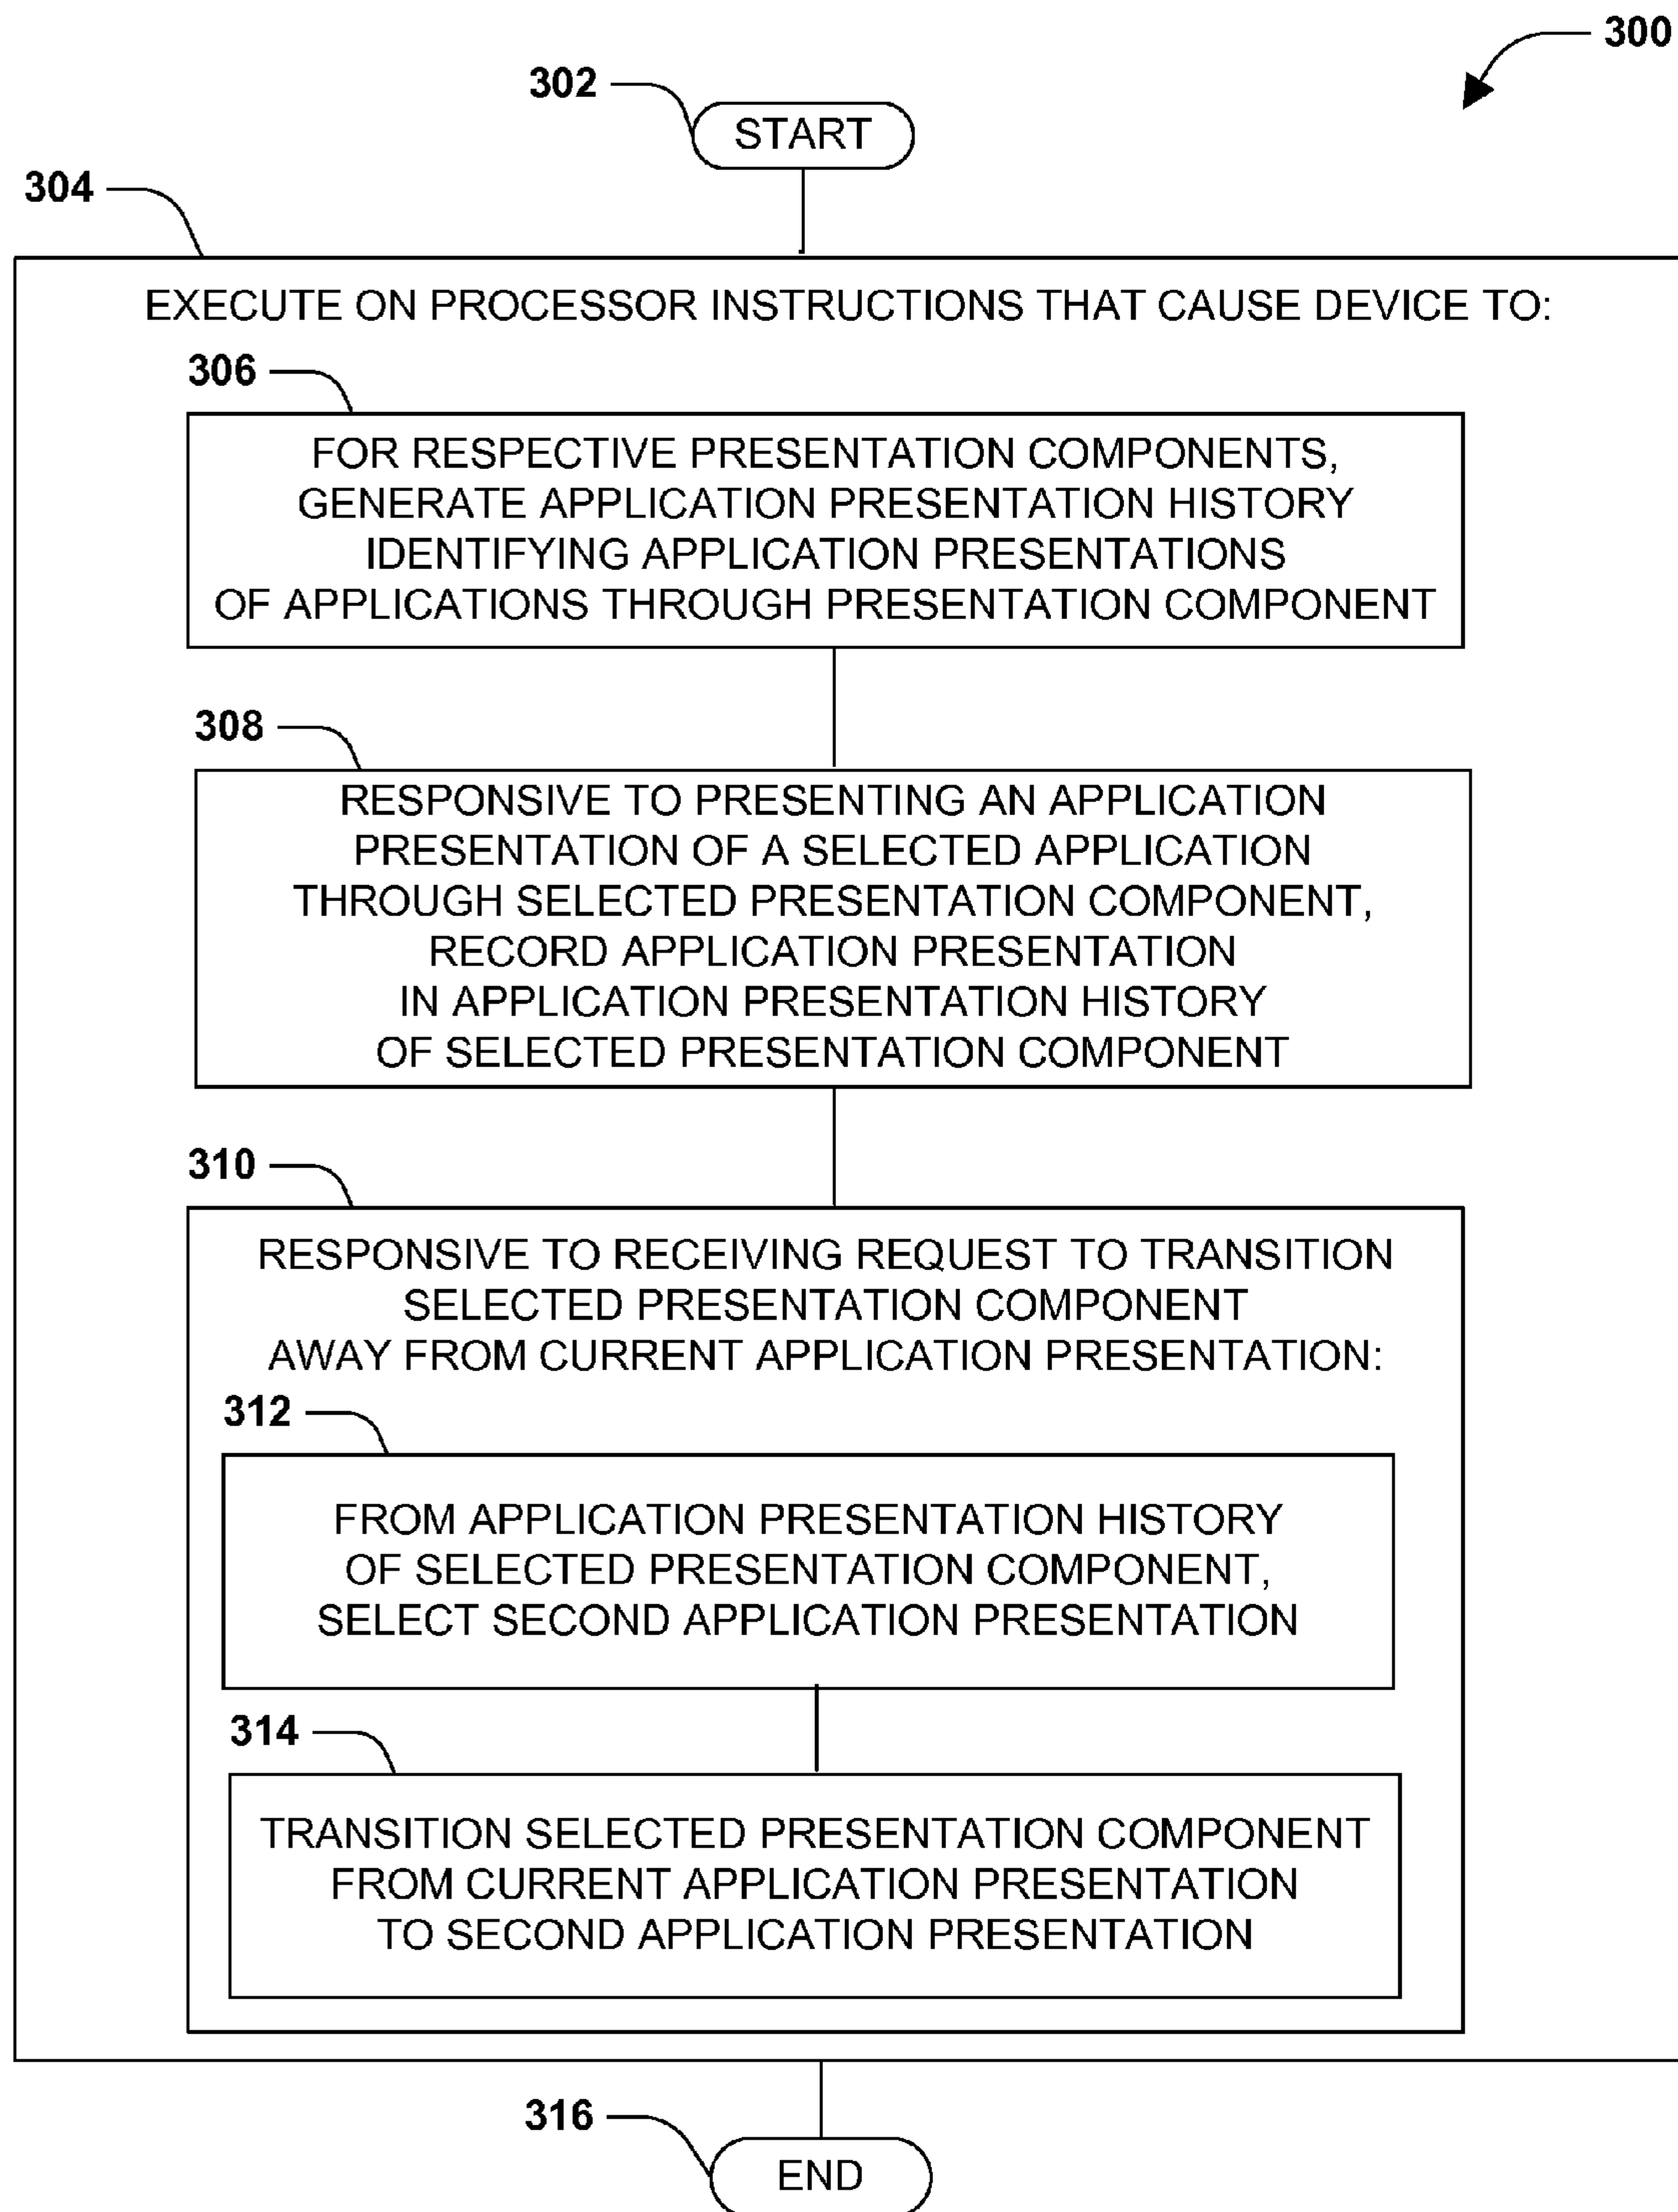 300
302
START
304
EXECUTE ON PROCESSOR INSTRUCTIONS THAT CAUSE DEVICE TO:
306
FOR RESPECTIVE PRESENTATION COMPONENTS,
GENERATE APPLICATION PRESENTATION HISTORY
IDENTIFYING APPLICATION PRESENTATIONS
OF APPLICATIONS THROUGH PRESENTATION COMPONENT
308
RESPONSIVE TO PRESENTING AN APPLICATION
PRESENTATION OF A SELECTED APPLICATION
THROUGH SELECTED PRESENTATION COMPONENT,
RECORD APPLICATION PRESENTATION
IN APPLICATION PRESENTATION HISTORY
OF SELECTED PRESENTATION COMPONENT
310
RESPONSIVE TO RECEIVING REQUEST TO TRANSITION
SELECTED PRESENTATION COMPONENT
AWAY FROM CURRENT APPLICATION PRESENTATION:
312
FROM APPLICATION PRESENTATION HISTORY
OF SELECTED PRESENTATION COMPONENT,
SELECT SECOND APPLICATION PRESENTATION
314
TRANSITION SELECTED PRESENTATION COMPONENT
FROM CURRENT APPLICATION PRESENTATION
TO SECOND APPLICATION PRESENTATION
316
END